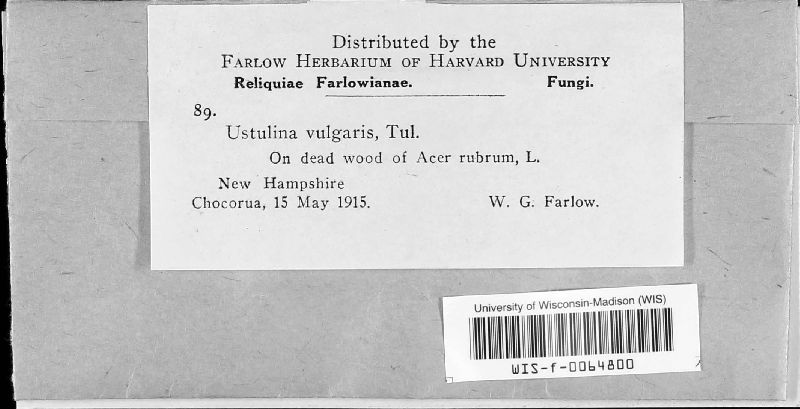 Distributed by the
FARLOW HERBARIUM OF HARVARD UNIVERSITY
Reliquiae Farlowianae. Fungi.
89.
Ustulina vulgaris, Tul.
On dead wood of Acer rubrum, L.
New Hampshire
Chocorua, 15 May 1915. W. G. Farlow.
University of Wisconsin-Madison (WIS)
WIS-f-0064800